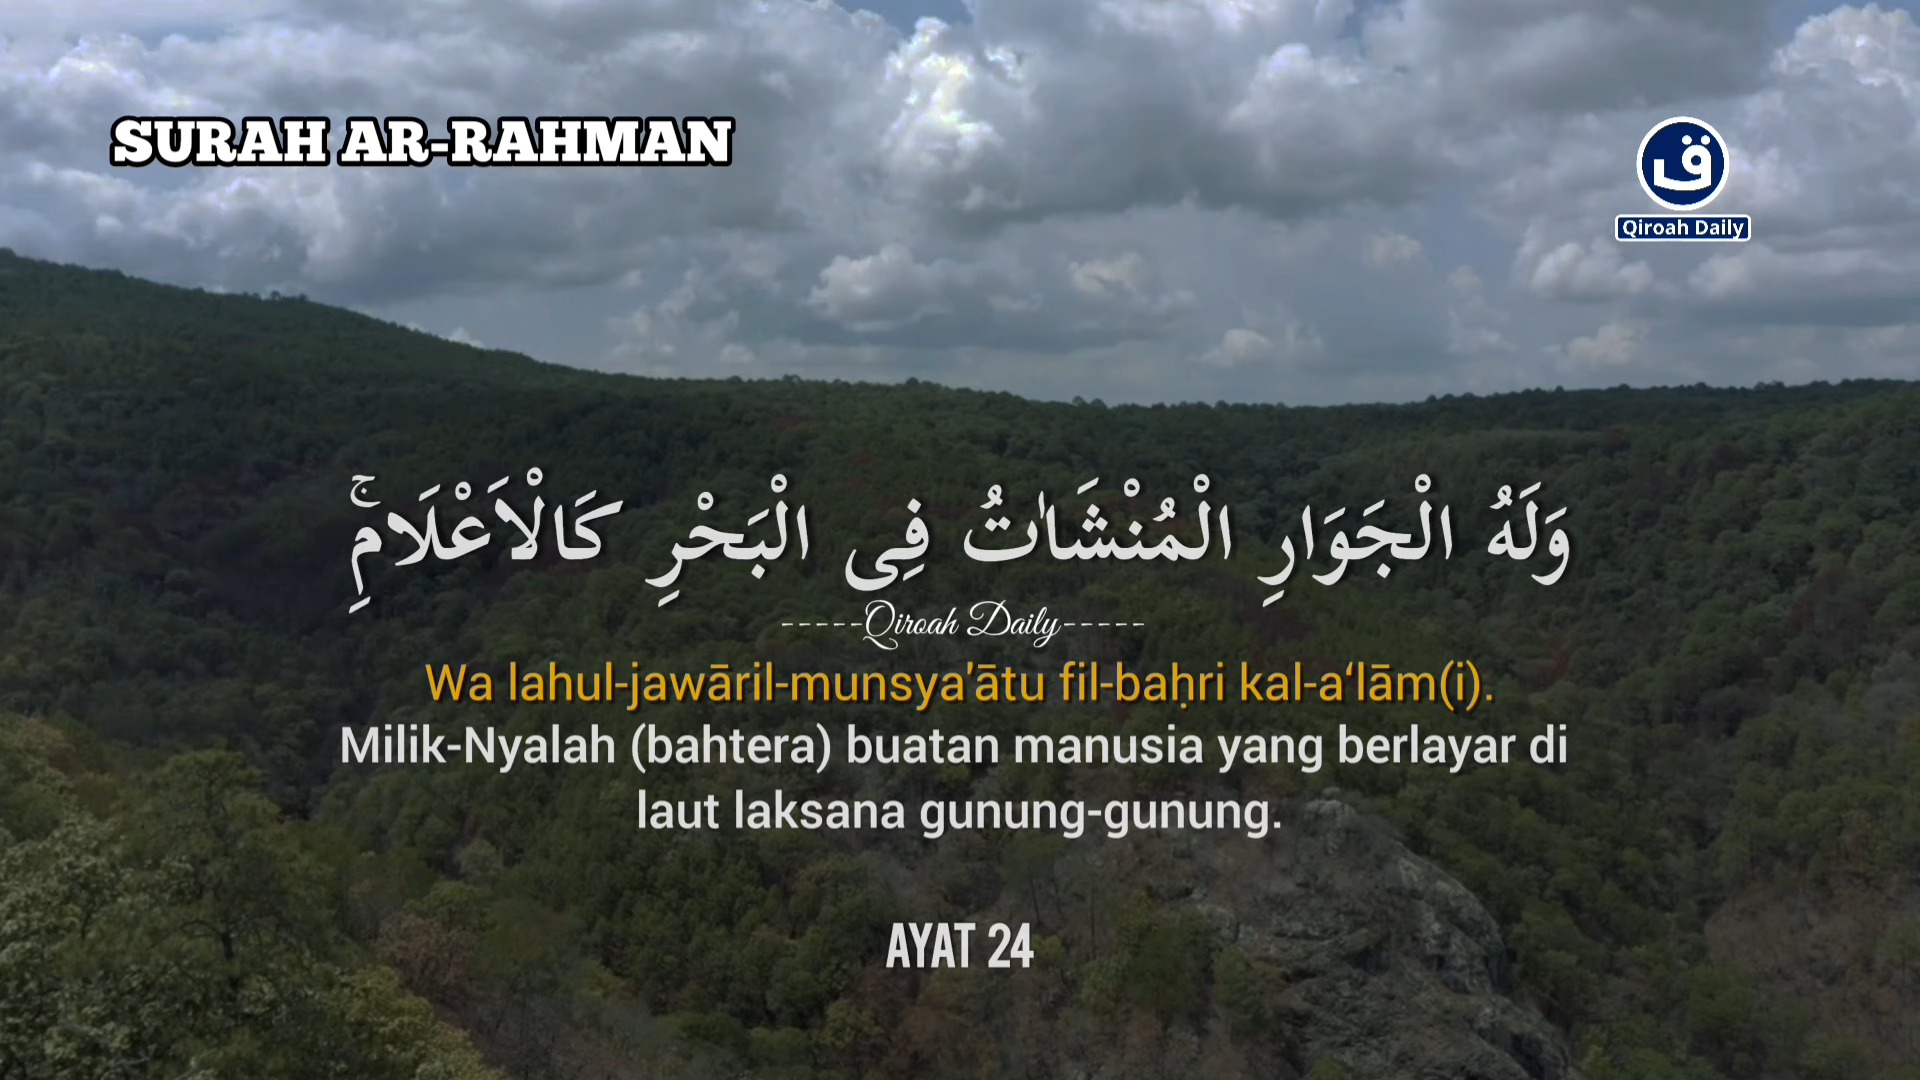 SURAH AR-RAHMAN
ق
Qiroah Daily
وَلَهُ الْجَوَارِ الْمُنْشَاٰتُ فِى الْبَحْرِ كَالْاَعْلَامِۚ
-----Qiroah Daily-----
Wa lahul-jawāril-munsya'ātu fil-baḥri kal-a‘lām(i).
Milik-Nyalah (bahtera) buatan manusia yang berlayar di
laut laksana gunung-gunung.
AYAT 24